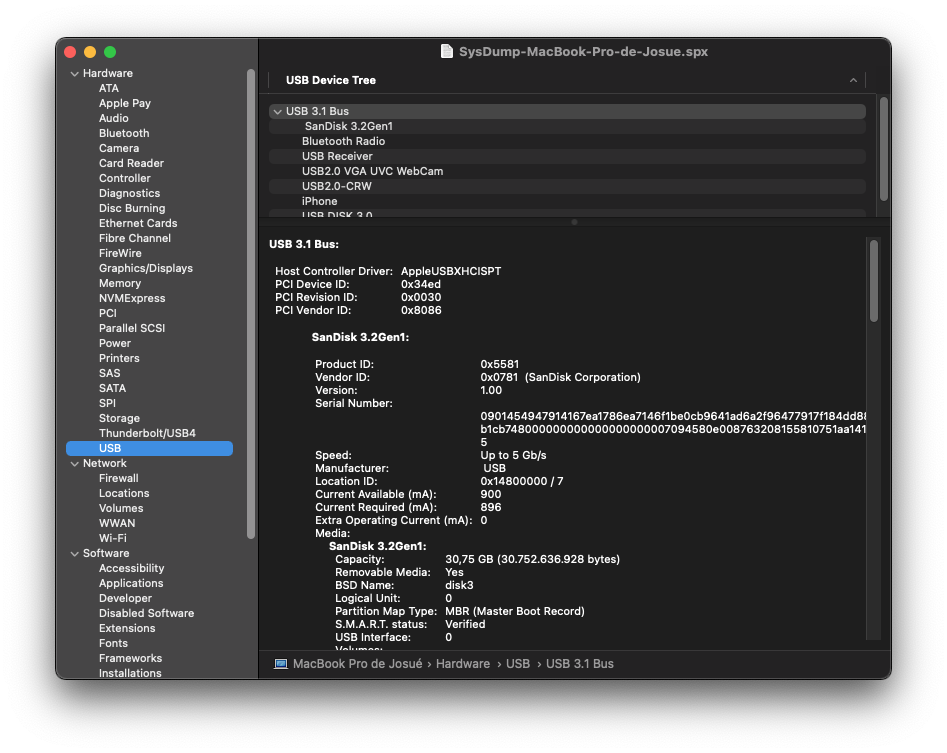 SysDump-MacBook-Pro-de-Josue.spx
Hardware
ATA
Apple Pay
Audio
Bluetooth
Camera
Card Reader
Controller
Diagnostics
Disc Burning
Ethernet Cards
Fibre Channel
FireWire
Graphics/Displays
Memory
NVMExpress
PCI
Parallel SCSI
Power
Printers
SAS
SATA
SPI
Storage
Thunderbolt/USB4
USB
Network
Firewall
Locations
Volumes
WWAN
Wi-Fi
Software
Accessibility
Applications
Developer
Disabled Software
Extensions
Fonts
Frameworks
Installations
USB Device Tree
USB 3.1 Bus
SanDisk 3.2Gen1
Bluetooth Radio
USB Receiver
USB2.0 VGA UVC WebCam
USB2.0-CRW
iPhone
USB DISK 3.0
USB 3.1 Bus:
Host Controller Driver: AppleUSBXHCISPT
PCI Device ID: 0x34ed
PCI Revision ID: 0x0030
PCI Vendor ID: 0x8086
SanDisk 3.2Gen1:
Product ID: 0x5581
Vendor ID: 0x0781 (SanDisk Corporation)
Version: 1.00
Serial Number:
0901454947914167ea1786ea7146f1be0cb9641ad6a2f96477917f184dd88
b1cb74800000000000000000000007094580e008763208155810751aa141
5
Speed: Up to 5 Gb/s
Manufacturer: USB
Location ID: 0x14800000 / 7
Current Available (mA): 900
Current Required (mA): 896
Extra Operating Current (mA): 0
Media:
SanDisk 3.2Gen1:
Capacity: 30,75 GB (30.752.636.928 bytes)
Removable Media: Yes
BSD Name: disk3
Logical Unit: 0
Partition Map Type: MBR (Master Boot Record)
S.M.A.R.T. status: Verified
USB Interface: 0
Volumes:
MacBook Pro de Josué › Hardware › USB › USB 3.1 Bus